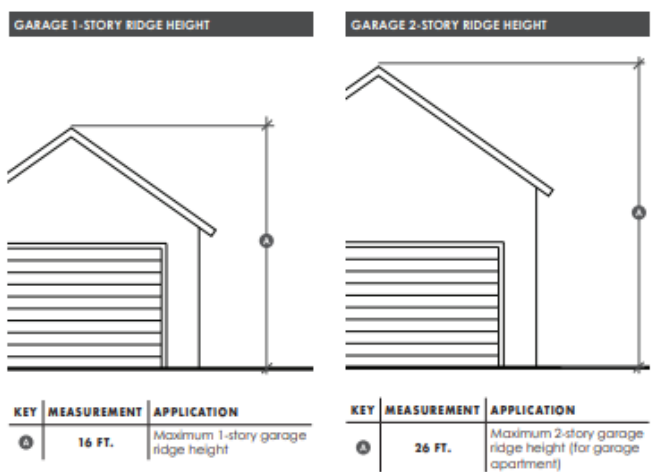 GARAGE 1-STORY RIDGE HEIGHT
A
KEY MEASUREMENT APPLICATION
A 16 FT. Maximum 1-story garage
ridge height
GARAGE 2-STORY RIDGE HEIGHT
A
KEY MEASUREMENT APPLICATION
A 26 FT. Maximum 2-story garage
ridge height (for garage
apartment)